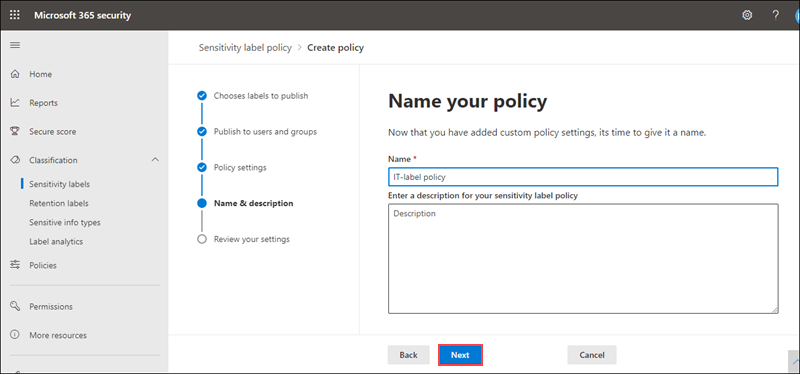 Microsoft 365 security
?
Sensitivity label policy > Create policy
Home
Reports
Secure score
Classification
Sensitivity labels
Retention labels
Sensitive info types
Label analytics
Policies
Permissions
More resources
Chooses labels to publish
Publish to users and groups
Policy settings
Name & description
Review your settings
Name your policy
Now that you have added custom policy settings, its time to give it a name.
Name *
IT-label policy
Enter a description for your sensitivity label policy
Description
Back
Next
Cancel